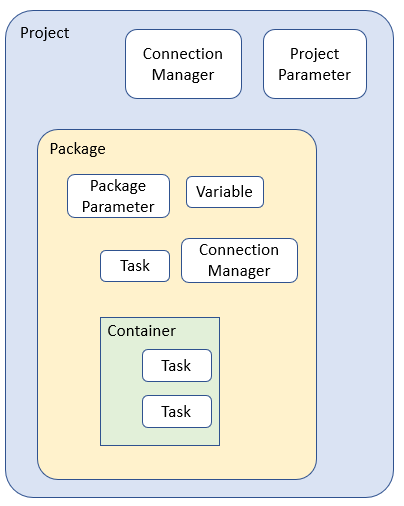 Project
Connection
Manager
Project
Parameter
Package
Package
Parameter
Variable
Task
Connection
Manager
Container
Task
Task